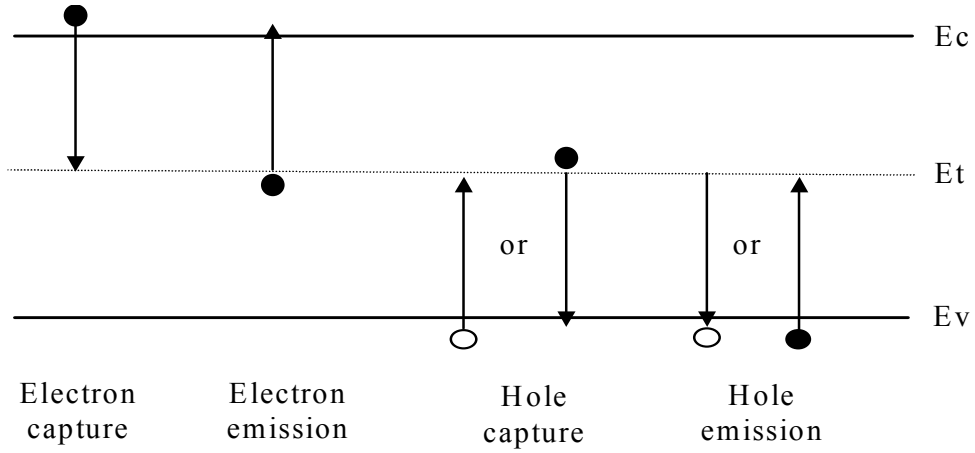 Ec
Et
or
or
Ev
Electron
capture
Electron
emission
Hole
capture
Hole
emission